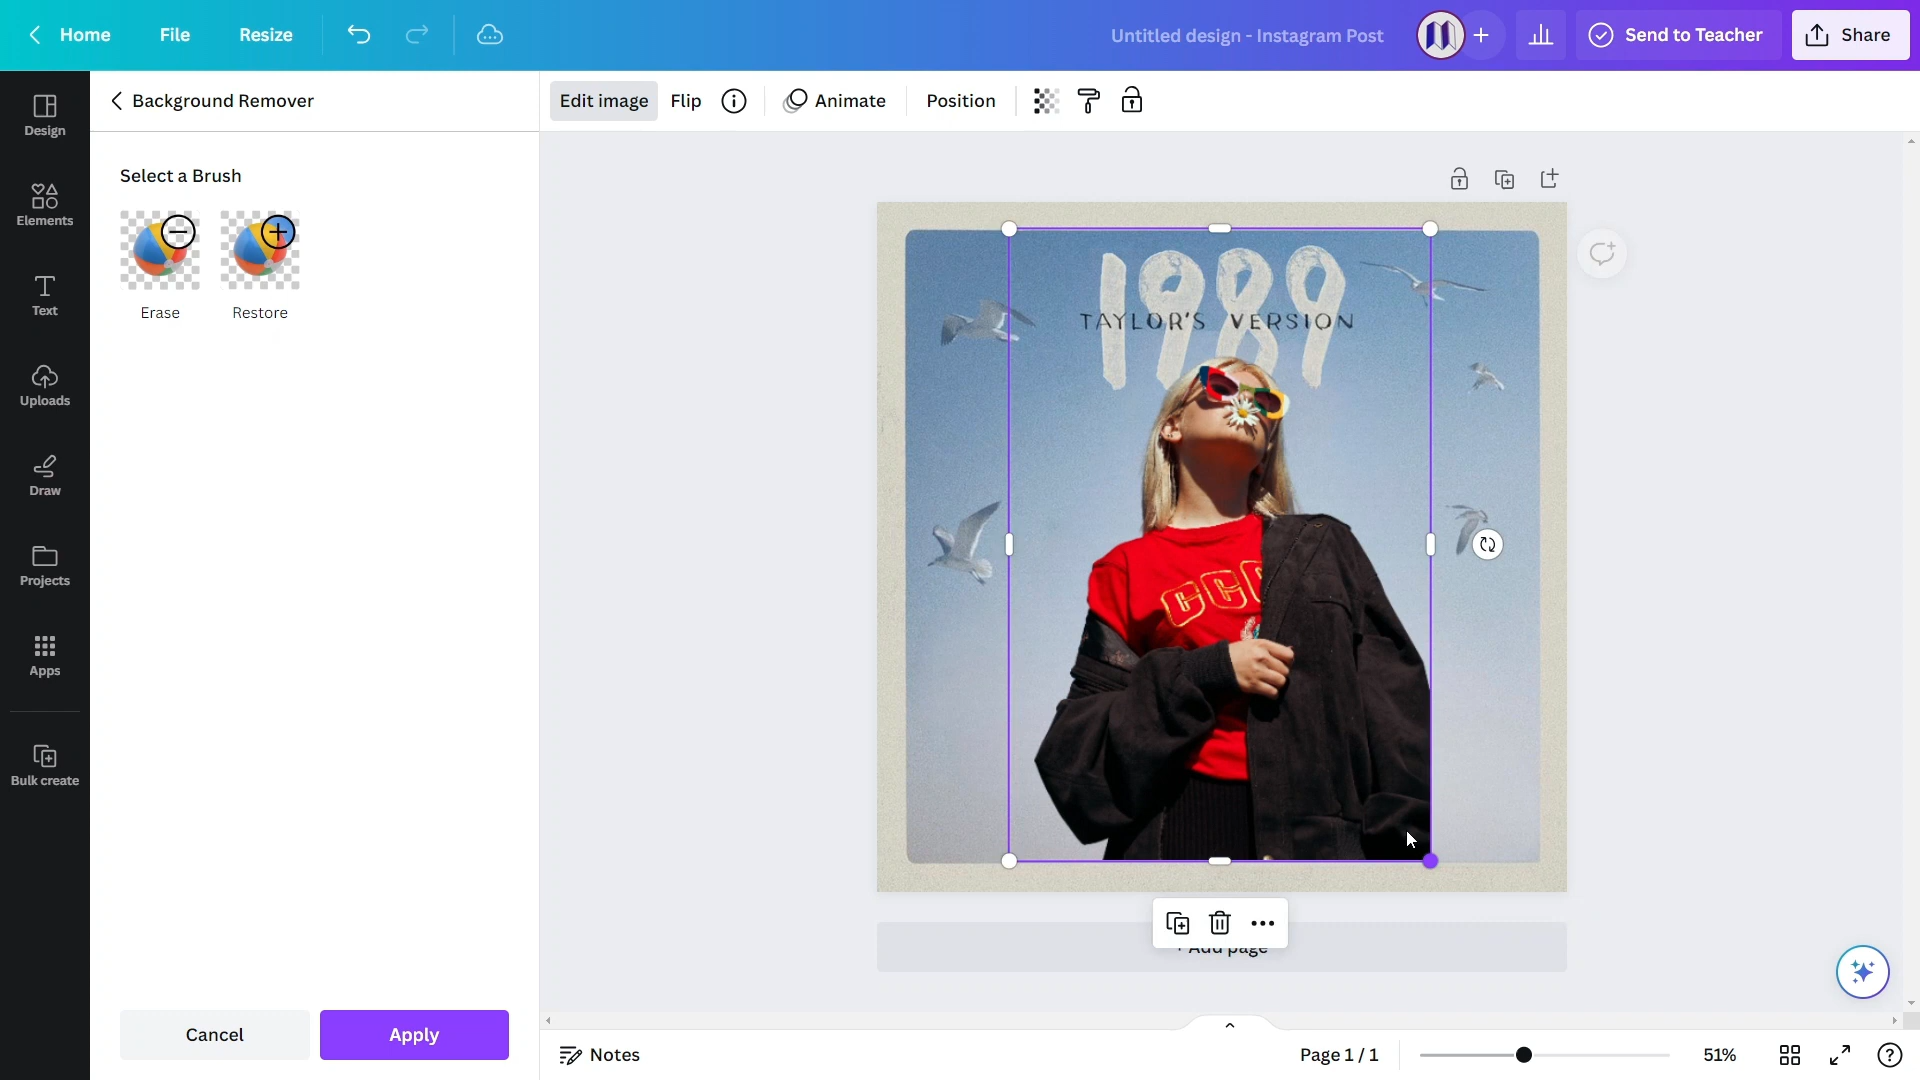 Home
File
Resize
Untitled design - Instagram Post
Send to Teacher
Share
Design
Elements
Text
Uploads
Draw
Projects
Apps
Bulk create
Background Remover
Select a Brush
Erase
Restore
Cancel
Apply
Edit image
Flip
Animate
Position
1989
TAYLOR'S VERSION
+ Add page
Notes
Page 1 / 1
51%